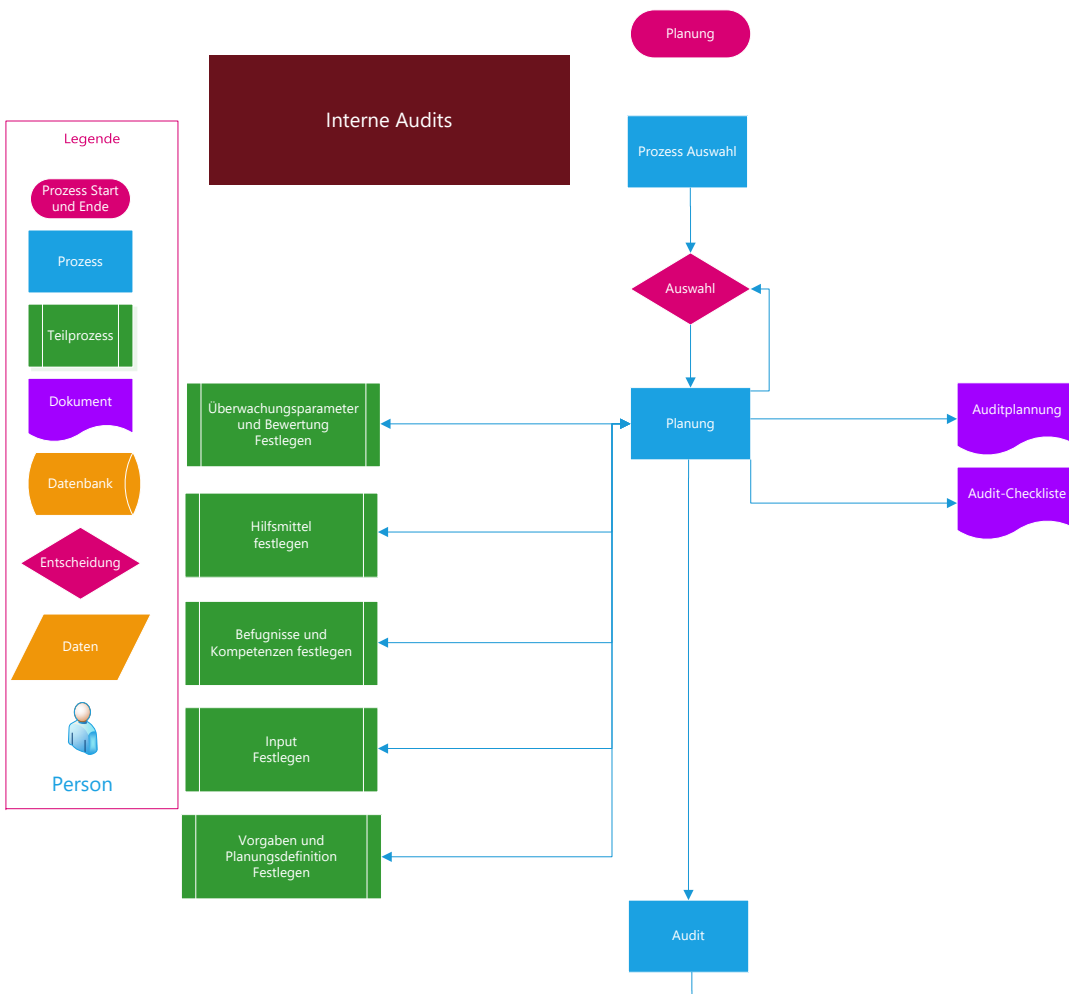 Planung
Interne Audits
Legende
Prozess Start
und Ende
Prozess
Teilprozess
Dokument
Datenbank
Entscheidung
Daten
Person
Prozess Auswahl
Auswahl
Planung
Überwachungsparameter
und Bewertung
Festlegen
Hilfsmittel
festlegen
Befugnisse und
Kompetenzen festlegen
Input
Festlegen
Vorgaben und
Planungsdefinition
Festlegen
Auditplannung
Audit-Checkliste
Audit